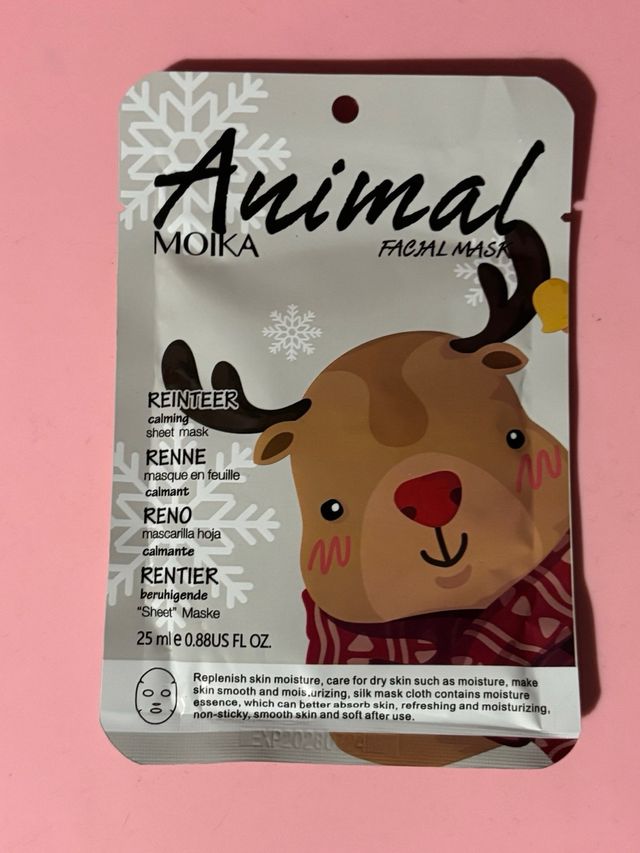 Animal
MOIKA
FACIAL MASK
REINTEER
calming
sheet mask
RENNE
masque en feuille
calmant
RENO
mascarilla hoja
calmante
RENTIER
beruhigende
"Sheet" Maske
25 ml e 0.88US FL OZ.
Replenish skin moisture, care for dry skin such as moisture, make
skin smooth and moisturizing, silk mask cloth contains moisture
essence, which can better absorb skin, refreshing and moisturizing,
non-sticky, smooth skin and soft after use.